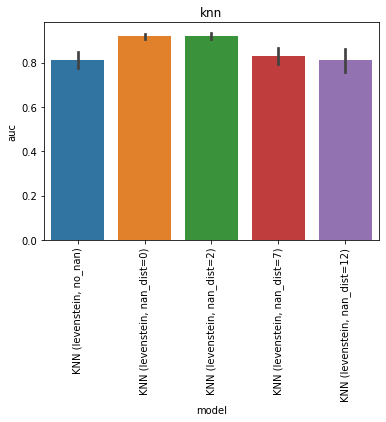 knn
auc
0.8
0.6
0.4
0.2
0.0
KNN (levenstein, no_nan)
KNN (levenstein, nan_dist=0)
KNN (levenstein, nan_dist=2)
KNN (levenstein, nan_dist=7)
KNN (levenstein, nan_dist=12)
model